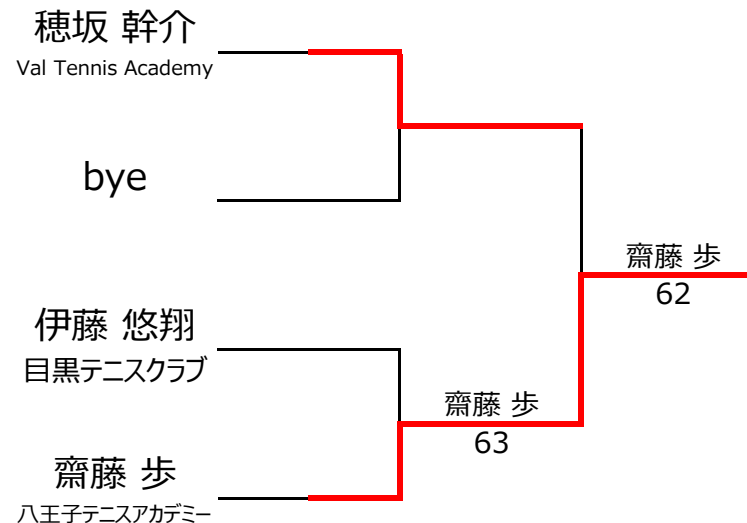 穂坂 幹介
Val Tennis Academy
bye
齋藤 歩
62
伊藤 悠翔
目黒テニスクラブ
齋藤 歩
63
齋藤 歩
八王子テニスアカデミー